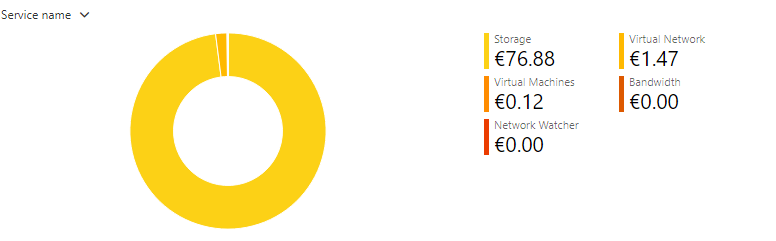 Service name
Storage
€76.88
Virtual Network
€1.47
Virtual Machines
€0.12
Bandwidth
€0.00
Network Watcher
€0.00